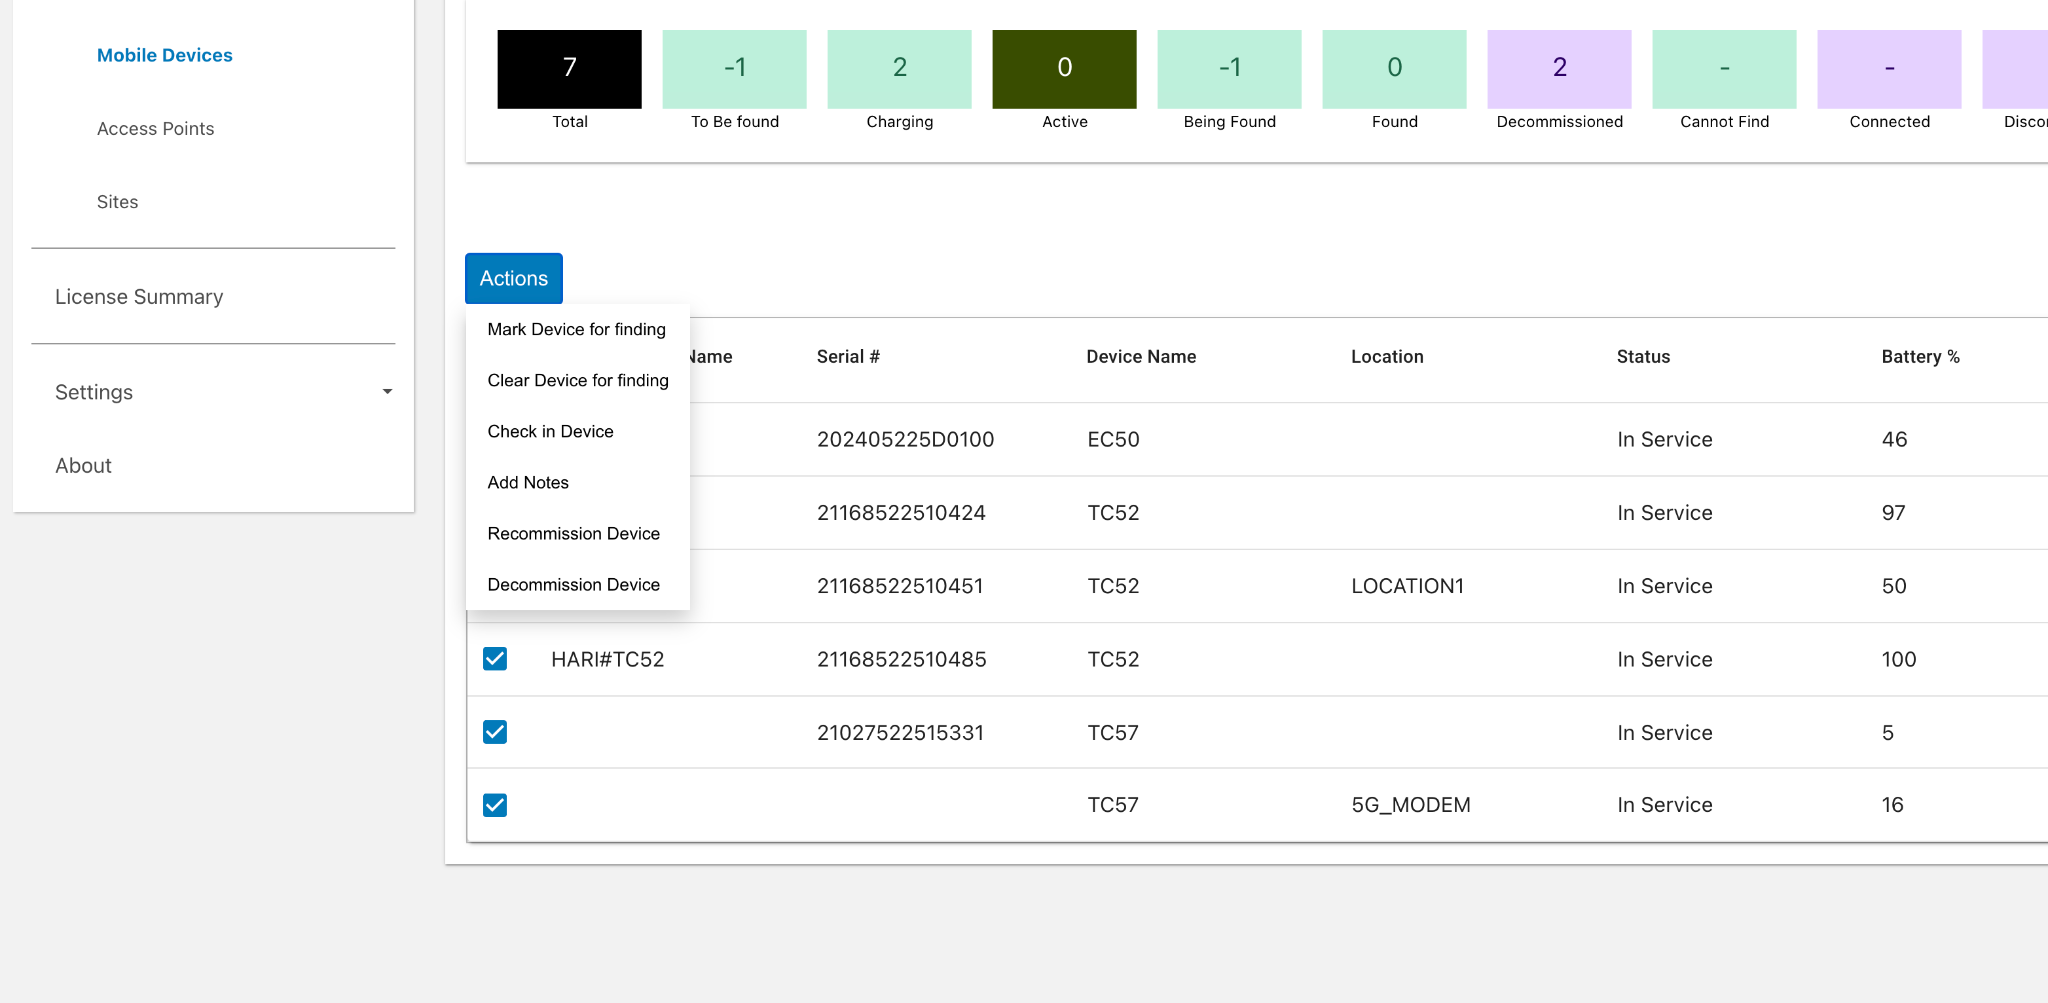 Mobile Devices
Access Points
Sites
License Summary
Settings
About
7 -1 2 0 -1 0 2 - -
Total To Be found Charging Active Being Found Found Decommissioned Cannot Find Connected
Actions
Mark Device for finding
Clear Device for finding
Check in Device
Add Notes
Recommission Device
Decommission Device
Name Serial # Device Name Location Status Battery %
202405225D0100 EC50 In Service 46
21168522510424 TC52 In Service 97
21168522510451 TC52 LOCATION1 In Service 50
HARI#TC52 21168522510485 TC52 In Service 100
21027522515331 TC57 In Service 5
TC57 5G_MODEM In Service 16